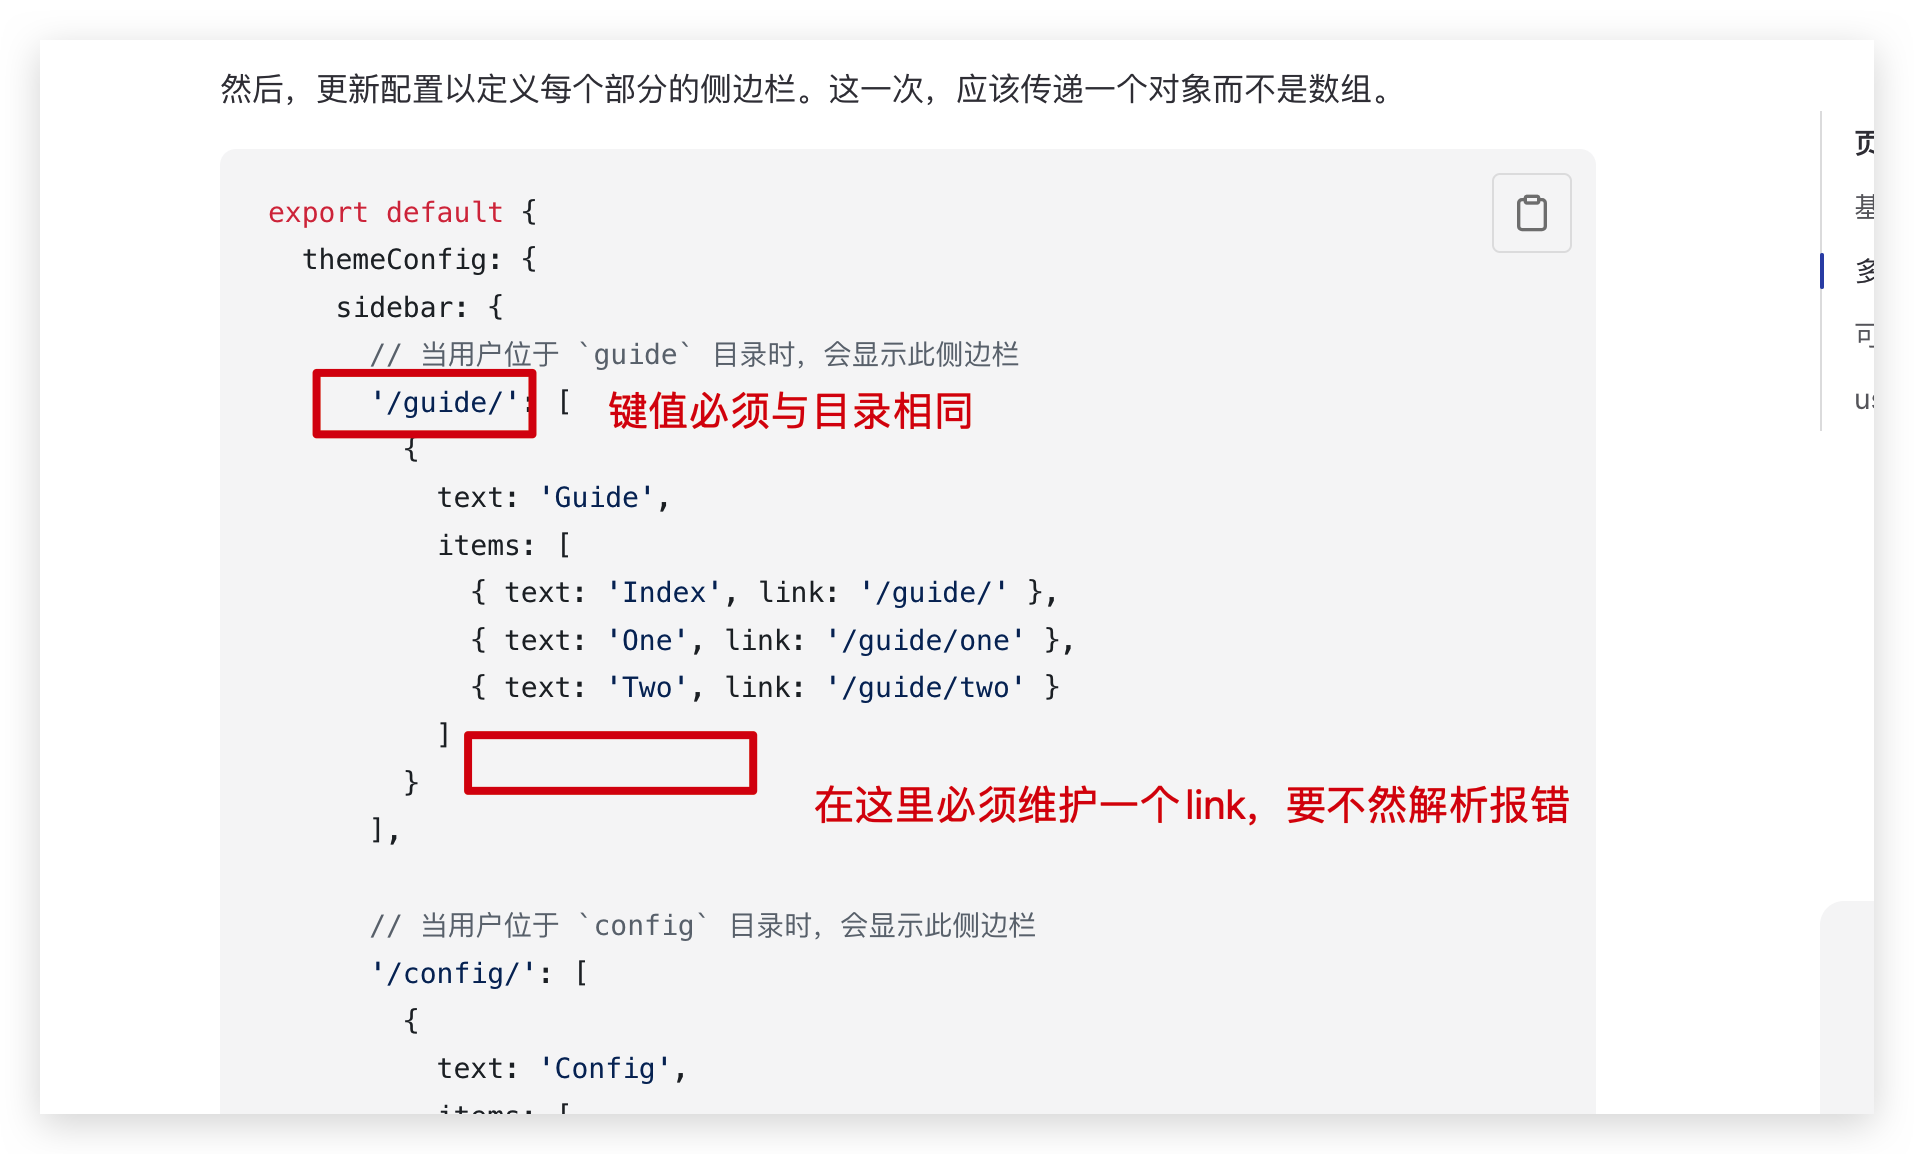 然后，更新配置以定义每个部分的侧边栏。这一次，应该传递一个对象而不是数组。
export default {
themeConfig: {
sidebar: {
// 当用户位于 `guide` 目录时，会显示此侧边栏
'/guide/': [
键值必须与目录相同
{
text: 'Guide',
items: [
{ text: 'Index', link: '/guide/' },
{ text: 'One', link: '/guide/one' },
{ text: 'Two', link: '/guide/two' }
]
}
在这里必须维护一个link，要不然解析报错
],
// 当用户位于 `config` 目录时，会显示此侧边栏
'/config/': [
{
text: 'Config',
items: [
页
基
多
可
us